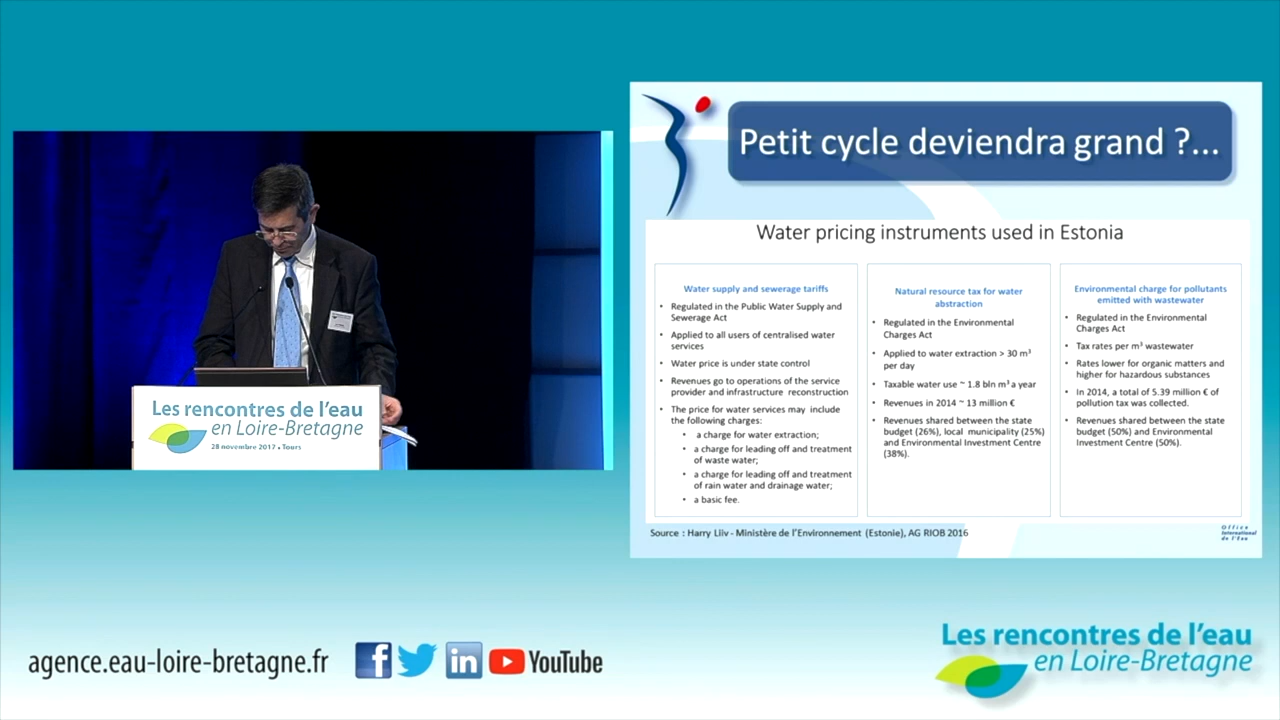 Petit cycle deviendra grand ?...
Water pricing instruments used in Estonia
Water supply and sewerage tariffs
• Regulated in the Public Water Supply and
Sewerage Act
• Applied to all users of centralised water
services
• Water price is under state control
• Revenues go to operations of the service
provider and infrastructure reconstruction
• The price for water services may include
the following charges:
• a charge for water extraction;
• a charge for leading off and treatment
of waste water;
• a charge for leading off and treatment
of rain water and drainage water;
• a basic fee.
Natural resource tax for water
abstraction
• Regulated in the Environmental
Charges Act
• Applied to water extraction > 30 m³
per day
• Taxable water use ~ 1.8 bln m³ a year
• Revenues in 2014 ~ 13 million €
• Revenues shared between the state
budget (26%), local municipality (25%)
and Environmental Investment Centre
(38%).
Environmental charge for pollutants
emitted with wastewater
• Regulated in the Environmental
Charges Act
• Tax rates per m³ wastewater
• Rates lower for organic matters and
higher for hazardous substances
• In 2014, a total of 5.39 million € of
pollution tax was collected.
• Revenues shared between the state
budget (50%) and Environmental
Investment Centre (50%).
Source : Harry Liiv - Ministère de l'Environnement (Estonie), AG RIOB 2016
Office
International
de l'Eau
Les rencontres de l'eau
en Loire-Bretagne
28 novembre 2017 • Tours
agence.eau-loire-bretagne.fr
f
in
YouTube
Les rencontres de l'eau
en Loire-Bretagne